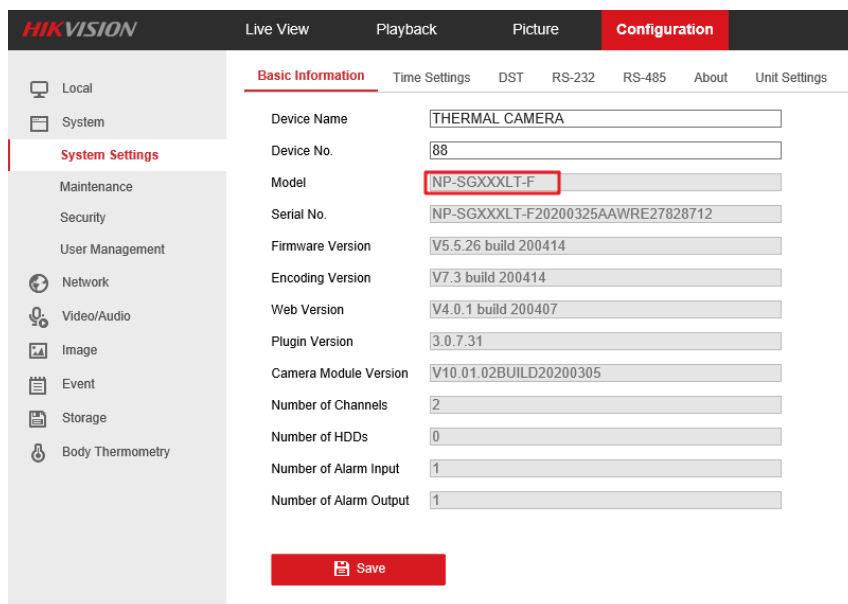 HIKVISION
Live View Playback Picture Configuration
Basic Information Time Settings DST RS-232 RS-485 About Unit Settings
Local
System
System Settings
Maintenance
Security
User Management
Network
Video/Audio
Image
Event
Storage
Body Thermometry
Device Name THERMAL CAMERA
Device No. 88
Model NP-SGXXXLT-F
Serial No. NP-SGXXXLT-F20200325AAWRE27828712
Firmware Version V5.5.26 build 200414
Encoding Version V7.3 build 200414
Web Version V4.0.1 build 200407
Plugin Version 3.0.7.31
Camera Module Version V10.01.02BUILD20200305
Number of Channels 2
Number of HDDs 0
Number of Alarm Input 1
Number of Alarm Output 1
Save